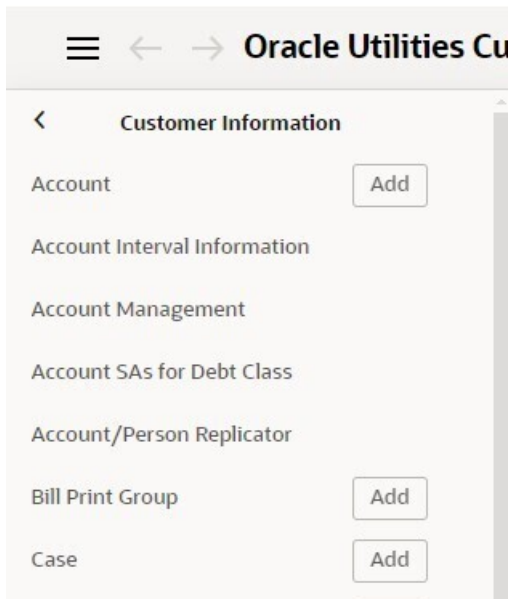 Oracle Utilities Cu
Customer Information
Account Add
Account Interval Information
Account Management
Account SAs for Debt Class
Account/Person Replicator
Bill Print Group Add
Case Add